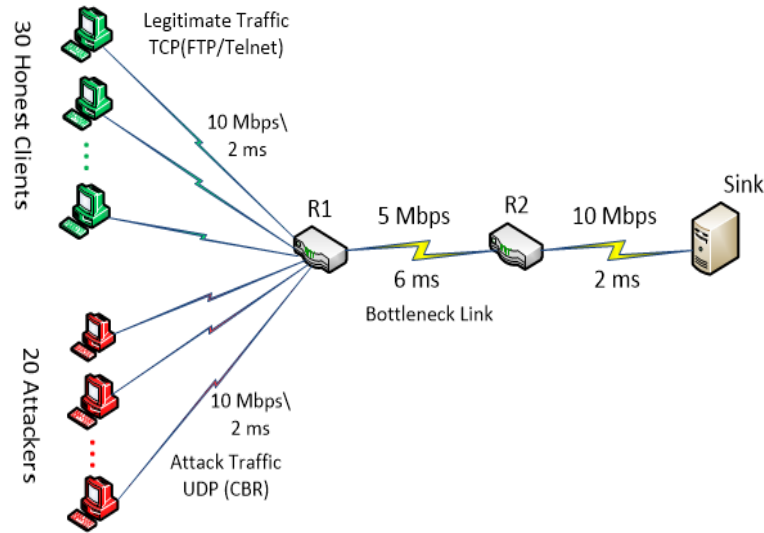 30 Honest Clients
Legitimate Traffic
TCP(FTP/Telnet)
10 Mbps\
2 ms
R1
5 Mbps
6 ms
Bottleneck Link
R2
10 Mbps
2 ms
Sink
20 Attackers
10 Mbps\
2 ms
Attack Traffic
UDP (CBR)